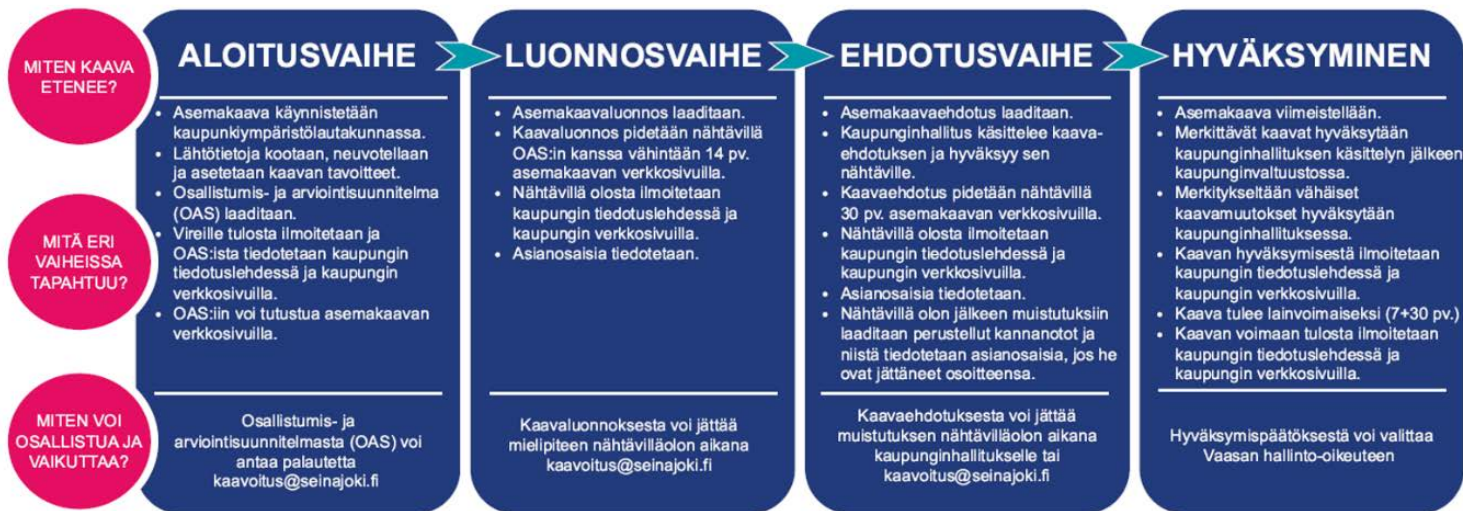 MITEN KAAVA
ETENEE?
MITÄ ERI
VAIHEISSA
TAPAHTUU?
MITEN VOI
OSALLISTUA JA
VAIKUTTAA?
ALOITUSVAIHE
• Asemakaava käynnistetään
kaupunkiympäristölautakunnassa.
• Lähtötietoja kootaan, neuvotellaan
ja asetetaan kaavan tavoitteet.
• Osallistumis- ja arviointisuunnitelma
(OAS) laaditaan.
• Vireille tulosta ilmoitetaan ja
OAS:ista tiedotetaan kaupungin
tiedotuslehdessä ja kaupungin
verkkosivuilla.
• OAS:iin voi tutustua asemakaavan
verkkosivuilla.
Osallistumis- ja
arviointisuunnitelmasta (OAS) voi
antaa palautetta
kaavoitus@seinajoki.fi
LUONNOSVAIHE
• Asemakaavaluonnos laaditaan.
• Kaavaluonnos pidetään nähtävillä
OAS:in kanssa vähintään 14 pv.
asemakaavan verkkosivuilla.
• Nähtävillä olosta ilmoitetaan
kaupungin tiedotuslehdessä ja
kaupungin verkkosivuilla.
• Asianosaisia tiedotetaan.
Kaavaluonnoksesta voi jättää
mielipiteen nähtävilläolon aikana
kaavoitus@seinajoki.fi
EHDOTUSVAIHE
• Asemakaavaehdotus laaditaan.
• Kaupunginhallitus käsittelee kaava-
ehdotuksen ja hyväksyy sen
nähtäville.
• Kaavaehdotus pidetään nähtävillä
30 pv. asemakaavan verkkosivuilla.
• Nähtävillä olosta ilmoitetaan
kaupungin tiedotuslehdessä ja
kaupungin verkkosivuilla.
• Asianosaisia tiedotetaan.
• Nähtävillä olon jälkeen muistutuksiin
laaditaan perustellut kannanotot ja
niistä tiedotetaan asianosaisia, jos he
ovat jättäneet osoitteensa.
Kaavaehdotuksesta voi jättää
muistutuksen nähtävilläolon aikana
kaupunginhallitukselle tai
kaavoitus@seinajoki.fi
HYVÄKSYMINEN
• Asemakaava viimeistellään.
• Merkittävät kaavat hyväksytään
kaupunginhallituksen käsittelyn jälkeen
kaupunginvaltuustossa.
• Merkitykseltään vähäiset
kaavamuutokset hyväksytään
kaupunginhallituksessa.
• Kaavan hyväksymisestä ilmoitetaan
kaupungin tiedotuslehdessä ja
kaupungin verkkosivuilla.
• Kaava tulee lainvoimaiseksi (7+30 pv.)
• Kaavan voimaan tulosta ilmoitetaan
kaupungin tiedotuslehdessä ja
kaupungin verkkosivuilla.
Hyväksymispäätöksestä voi valittaa
Vaasan hallinto-oikeuteen